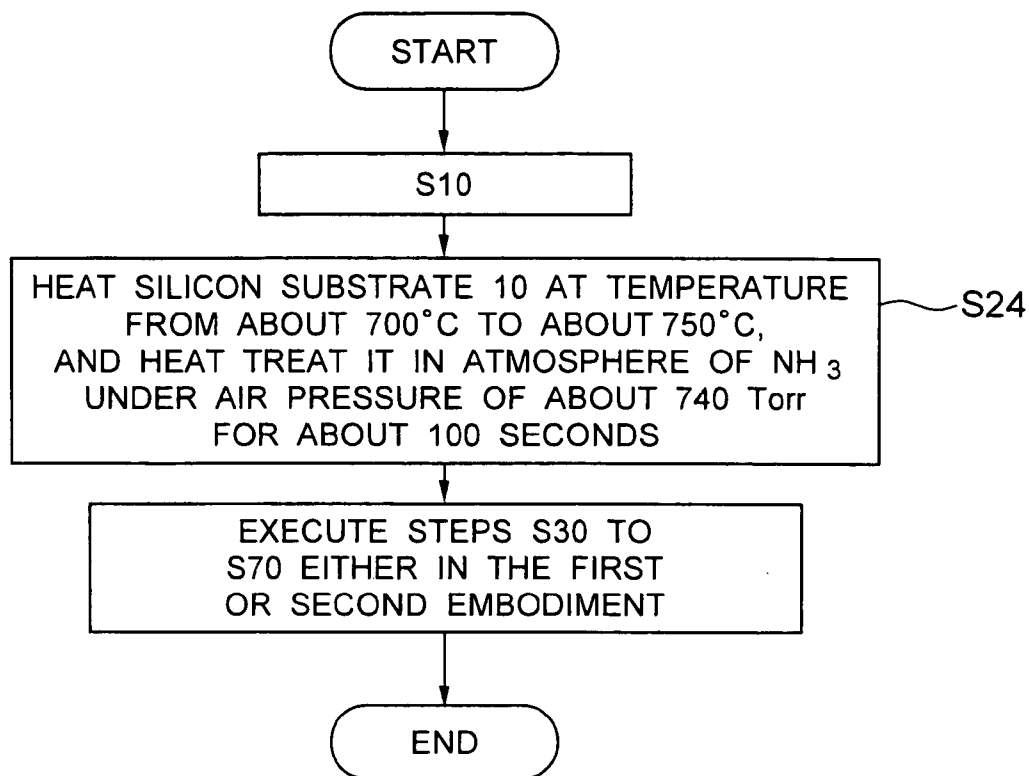 START
S10
HEAT SILICON SUBSTRATE 10 AT TEMPERATURE
FROM ABOUT 700°C TO ABOUT 750°C,
AND HEAT TREAT IT IN ATMOSPHERE OF NH3
UNDER AIR PRESSURE OF ABOUT 740 Torr
FOR ABOUT 100 SECONDS
S24
EXECUTE STEPS S30 TO
S70 EITHER IN THE FIRST
OR SECOND EMBODIMENT
END